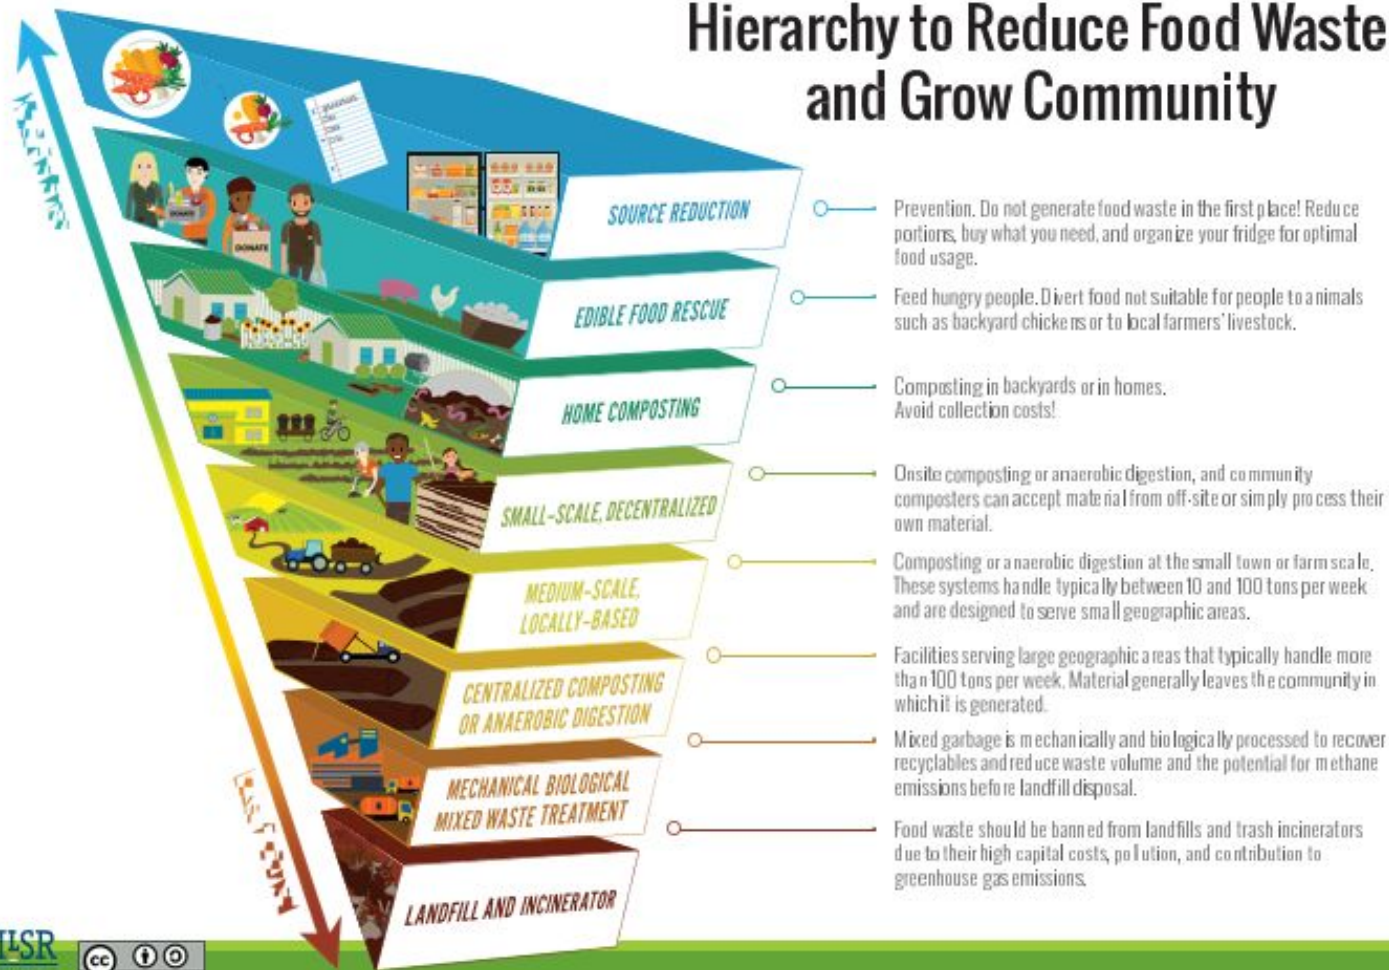 Hierarchy to Reduce Food Waste
and Grow Community
SOURCE REDUCTION
Prevention. Do not generate food waste in the first place! Reduce
portions, buy what you need, and organize your fridge for optimal
food usage.
DONATE
DONATE
EDIBLE FOOD RESCUE
Feed hungry people. Divert food not suitable for people to animals
such as backyard chickens or to local farmers' livestock.
HOME COMPOSTING
Composting in backyards or in homes.
Avoid collection costs!
SMALL-SCALE, DECENTRALIZED
Onsite composting or anaerobic digestion, and community
composters can accept material from off-site or simply process their
own material.
MEDIUM-SCALE,
LOCALLY-BASED
Composting or anaerobic digestion at the small town or farm scale.
These systems handle typically between 10 and 100 tons per week
and are designed to serve small geographic areas.
CENTRALIZED COMPOSTING
OR ANAEROBIC DIGESTION
Facilities serving large geographic areas that typically handle more
than 100 tons per week. Material generally leaves the community in
which it is generated.
MECHANICAL BIOLOGICAL
MIXED WASTE TREATMENT
Mixed garbage is mechanically and biologically processed to recover
recyclables and reduce waste volume and the potential for methane
emissions before landfill disposal.
LANDFILL AND INCINERATOR
Food waste should be banned from landfills and trash incinerators
due to their high capital costs, pollution, and contribution to
greenhouse gas emissions.
ILSR
cc